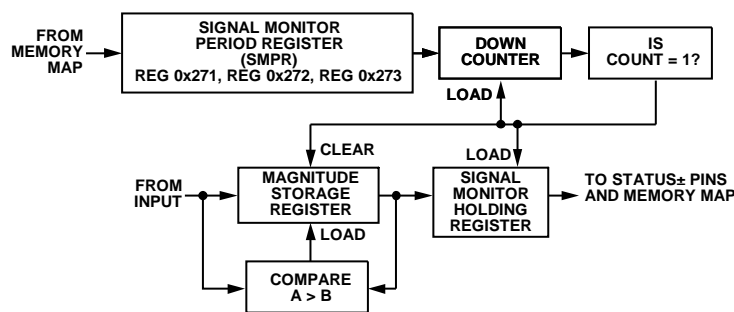 FROM
MEMORY
MAP
SIGNAL MONITOR
PERIOD REGISTER
(SMPR)
REG 0x271, REG 0x272, REG 0x273
DOWN
COUNTER
IS
COUNT = 1?
LOAD
CLEAR
LOAD
FROM
INPUT
MAGNITUDE
STORAGE
REGISTER
SIGNAL
MONITOR
HOLDING
REGISTER
TO STATUS± PINS
AND MEMORY MAP
LOAD
COMPARE
A > B